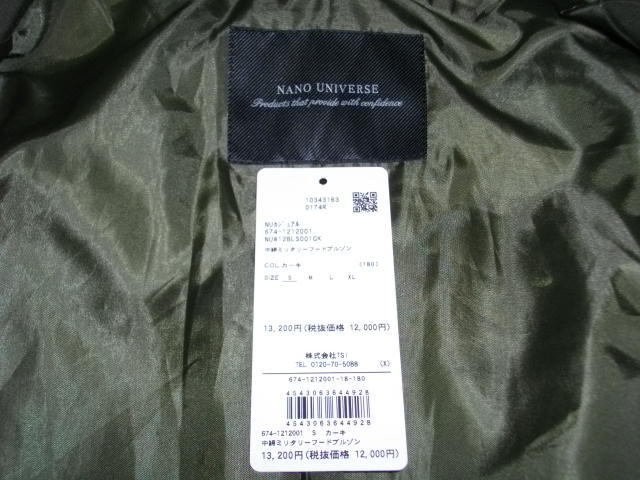 NANO UNIVERSE
Products that provide with confidence
10343163
0174R
NUカジュアル
674-1212001
NUW12BLS001GK
中綿ミリタリーフードブルゾン
COL.カーキ (180)
SIZE S M L XL
13,200円(税抜価格 12,000円)
株式会社TSI
TEL 0120-70-5088 (X)
674-1212001-18-180
4543063644928
4543063644928
674-1212001 S カーキ
中綿ミリタリーフードブルゾン
13,200円(税抜価格 12,000円)